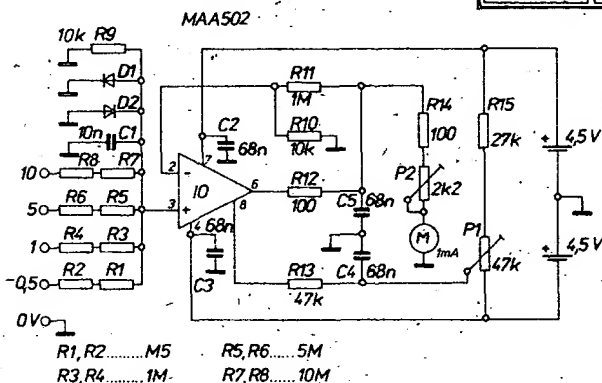 MAA502
10k R9
D1
D2
10n C1
10 R8 R7
5 R6 R5
1 R4 R3
-0,5 R2 R1
0V
R11
1M
R10
10k
C2
68n
2
7
IO
3
4
6
8
68n
C3
R12
100
R13
47k
C5 68n
C4
68n
R14
100
P2
2k2
M
1mA
R15
27k
P1
47k
+
4,5V
+
4,5V
R1,R2........M5 R5,R6.....5M
R3,R4........1M R7,R8.....10M